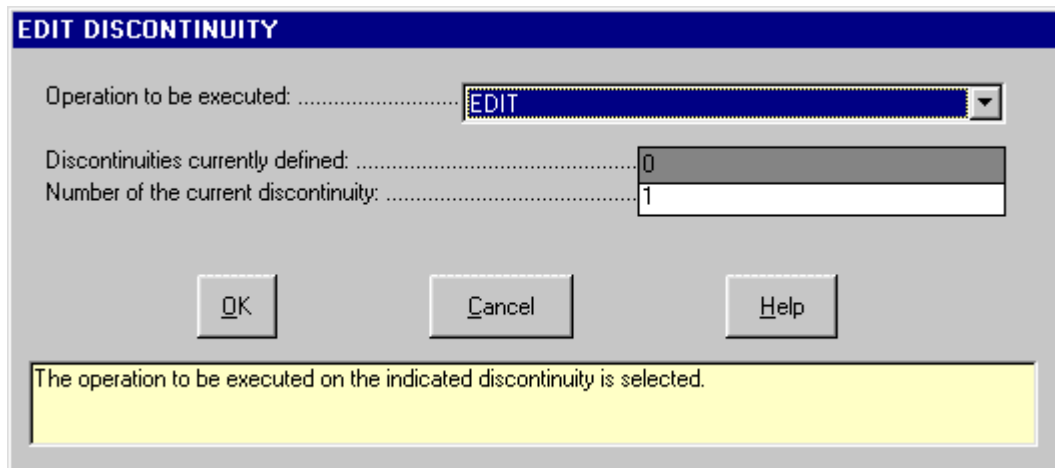 EDIT DISCONTINUITY
Operation to be executed: ........................... EDIT
Discontinuities currently defined: ............................................... 0
Number of the current discontinuity: .......................................... 1
OK Cancel Help
The operation to be executed on the indicated discontinuity is selected.